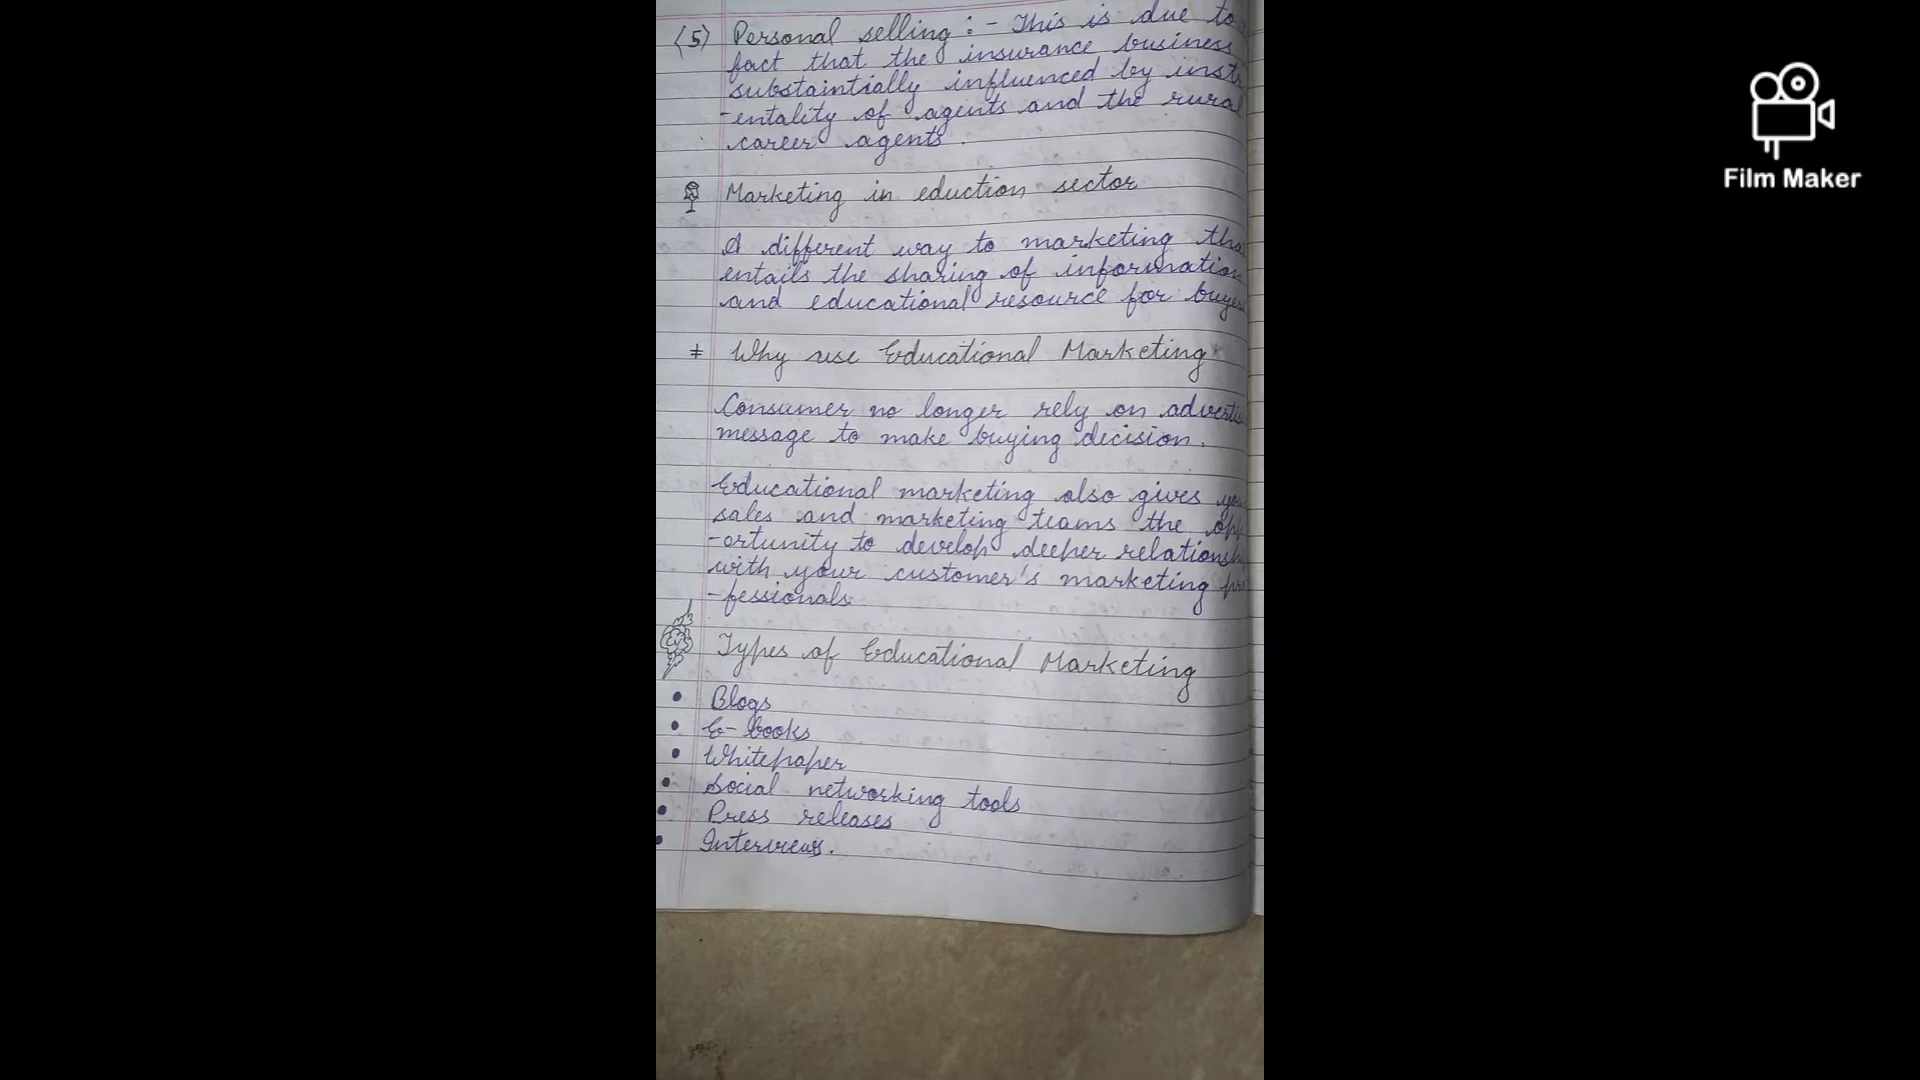 (5) Personal selling :- This is due to
fact that the insurance business
substaintially influenced by inst
-entality of agents and the rural
career agents.
Marketing in eduction sector
A different way to marketing tha
entails the sharing of information
and educational resource for buye
# Why use Educational Marketing
Consumer no longer rely on advertis
message to make buying decision.
Educational marketing also gives you
sales and marketing teams the opp
-ortunity to develop deeper relationsh
with your customer's marketing pro
-fessionals.
Types of Educational Marketing
• Blogs
• E-books
• Whitepaper
• Social networking tools
• Press releases
• Interviews.
Film Maker